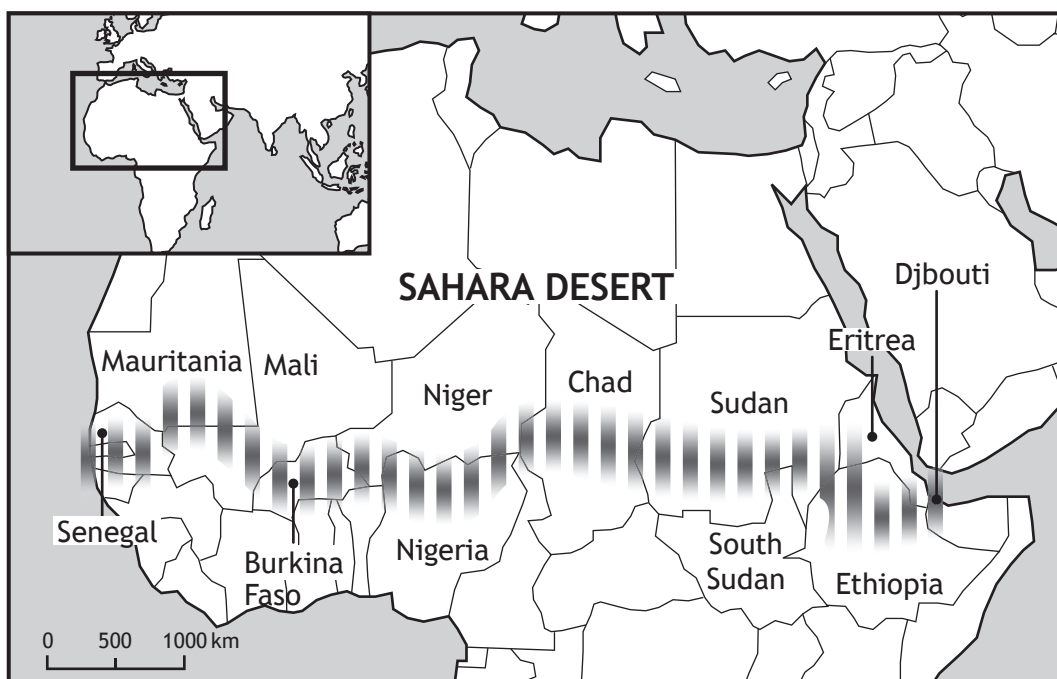 SAHARA DESERT
Djbouti
Eritrea
Mauritania
Mali
Niger
Chad
Sudan
Senegal
Burkina
Faso
Nigeria
South
Sudan
Ethiopia
0 500 1000 km